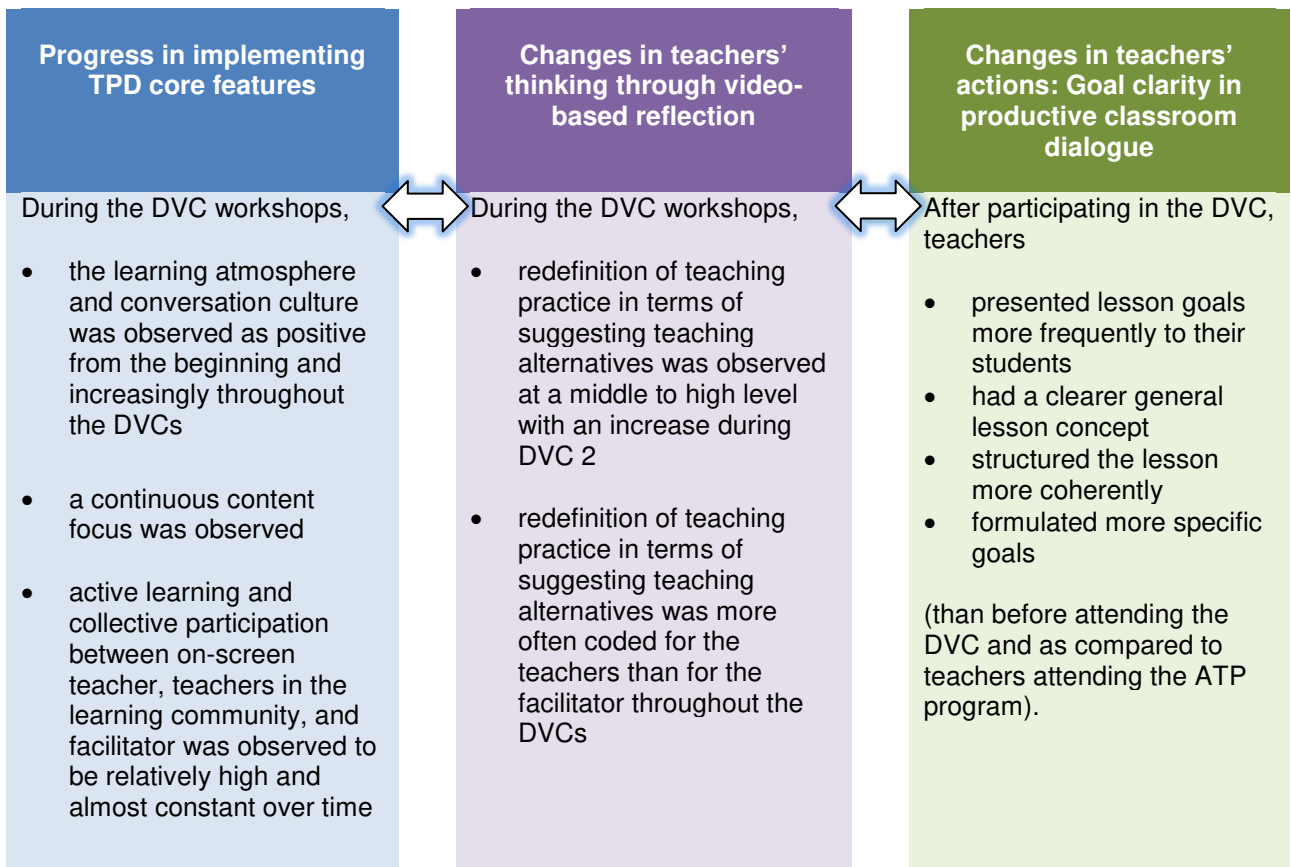 Progress in implementing
TPD core features
During the DVC workshops,
• the learning atmosphere
and conversation culture
was observed as positive
from the beginning and
increasingly throughout
the DVCs
• a continuous content
focus was observed
• active learning and
collective participation
between on-screen
teacher, teachers in the
learning community, and
facilitator was observed to
be relatively high and
almost constant over time
Changes in teachers’
thinking through video-
based reflection
During the DVC workshops,
• redefinition of teaching
practice in terms of
suggesting teaching
alternatives was observed
at a middle to high level
with an increase during
DVC 2
• redefinition of teaching
practice in terms of
suggesting teaching
alternatives was more
often coded for the
teachers than for the
facilitator throughout the
DVCs
Changes in teachers’
actions: Goal clarity in
productive classroom
dialogue
After participating in the DVC,
teachers
• presented lesson goals
more frequently to their
students
• had a clearer general
lesson concept
• structured the lesson
more coherently
• formulated more specific
goals
(than before attending the
DVC and as compared to
teachers attending the ATP
program).